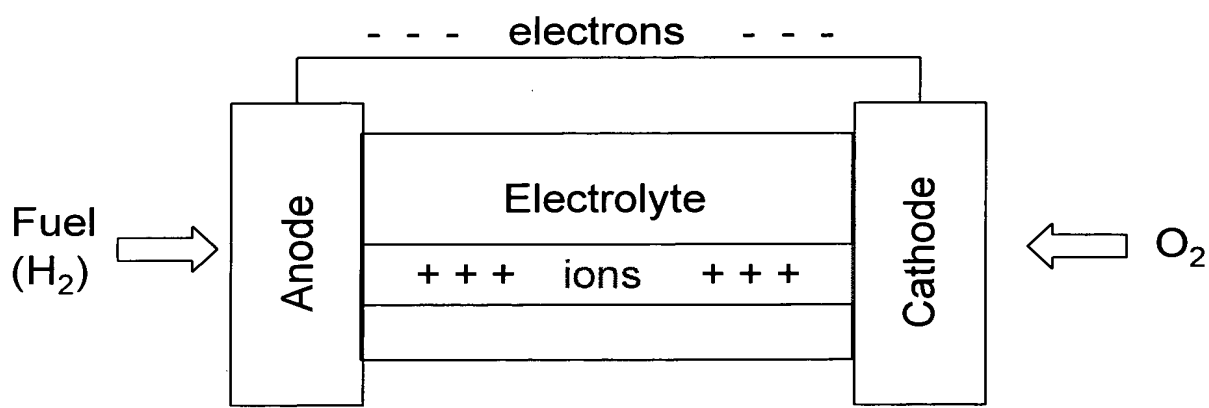 - - - electrons - - -
Electrolyte
+ + + ions + + +
Anode
Cathode
Fuel
(H₂)
O₂